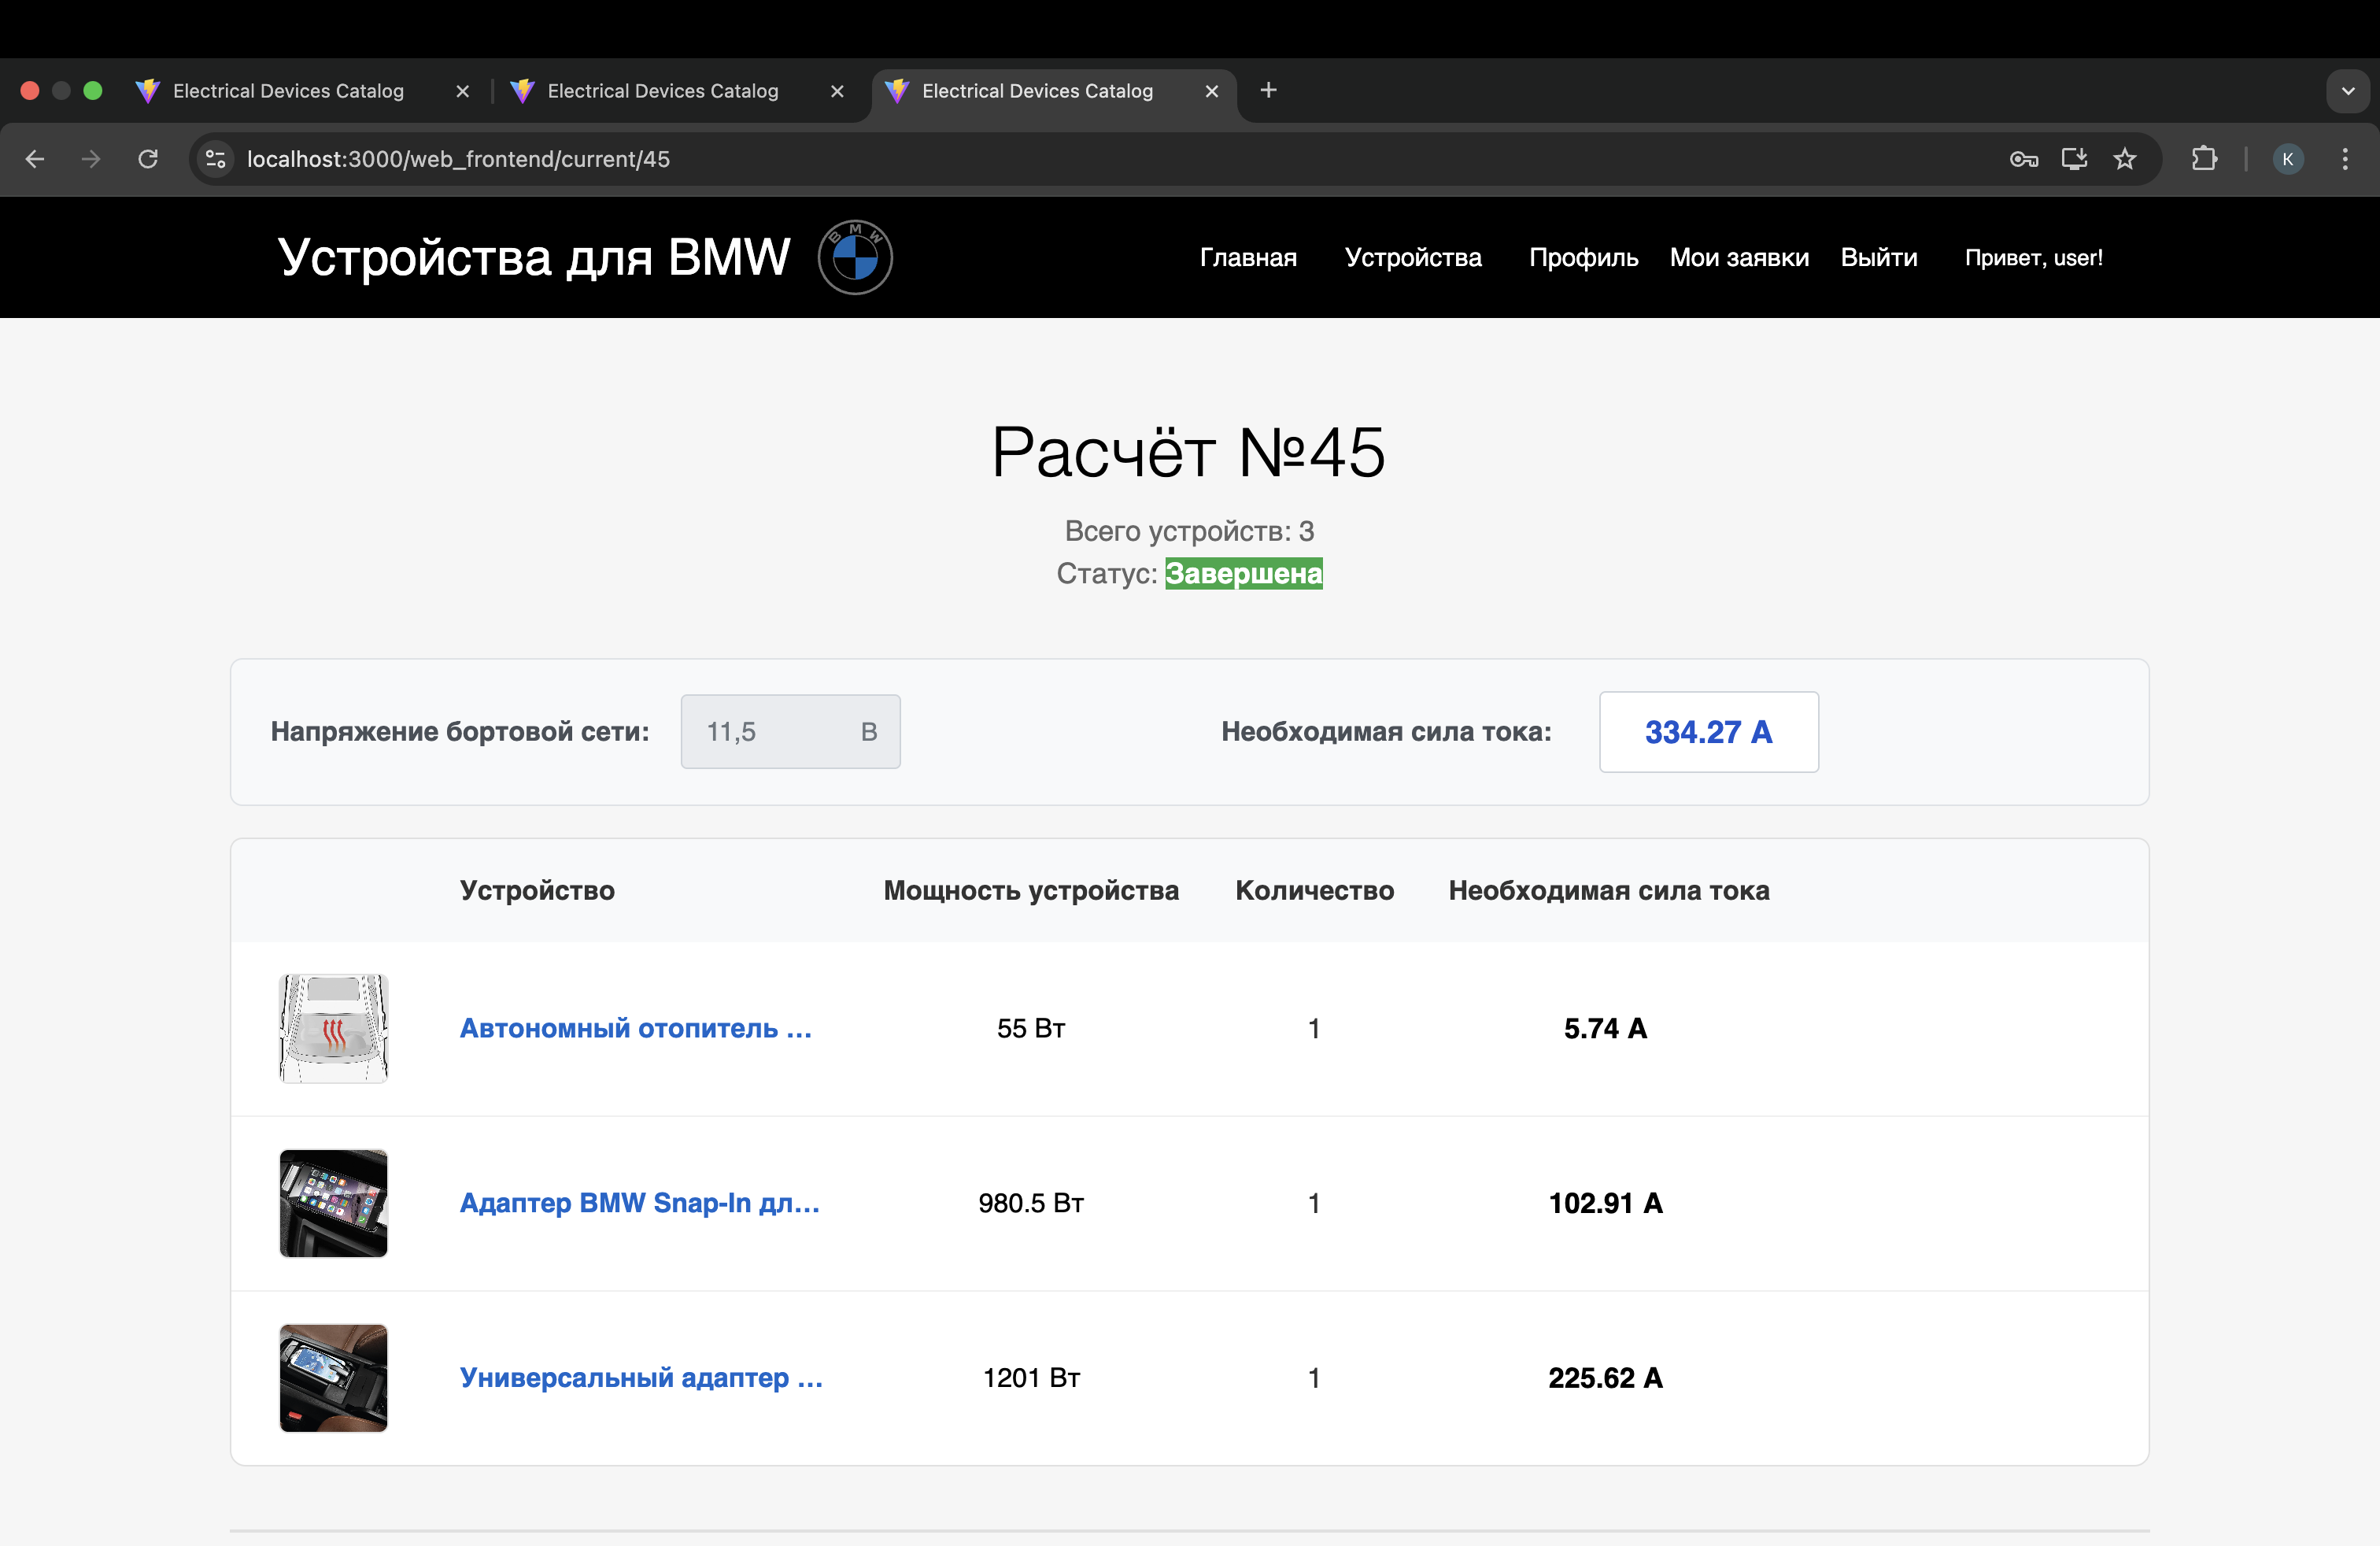 Electrical Devices Catalog
Electrical Devices Catalog
Electrical Devices Catalog
localhost:3000/web_frontend/current/45
K
Устройства для BMW
BMW
Главная
Устройства
Профиль
Мои заявки
Выйти
Привет, user!
Расчёт №45
Всего устройств: 3
Статус: Завершена
Напряжение бортовой сети: 11,5 В
Необходимая сила тока: 334.27 А
Устройство Мощность устройства Количество Необходимая сила тока
Автономный отопитель ... 55 Вт 1 5.74 А
Адаптер BMW Snap-In дл... 980.5 Вт 1 102.91 А
Универсальный адаптер ... 1201 Вт 1 225.62 А